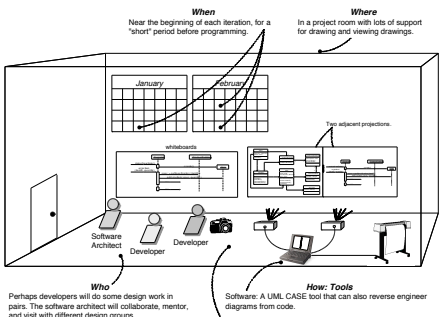 When
Near the beginning of each iteration, for a
"short" period before programming.
Where
In a project room with lots of support
for drawing and viewing drawings.
January
February
Two adjacent projections.
whiteboards
Software
Architect
Developer
Developer
Who
Perhaps developers will do some design work in
pairs. The software architect will collaborate, mentor,
and visit with different design groups.
How: Tools
Software: A UML CASE tool that can also reverse engineer
diagrams from code.